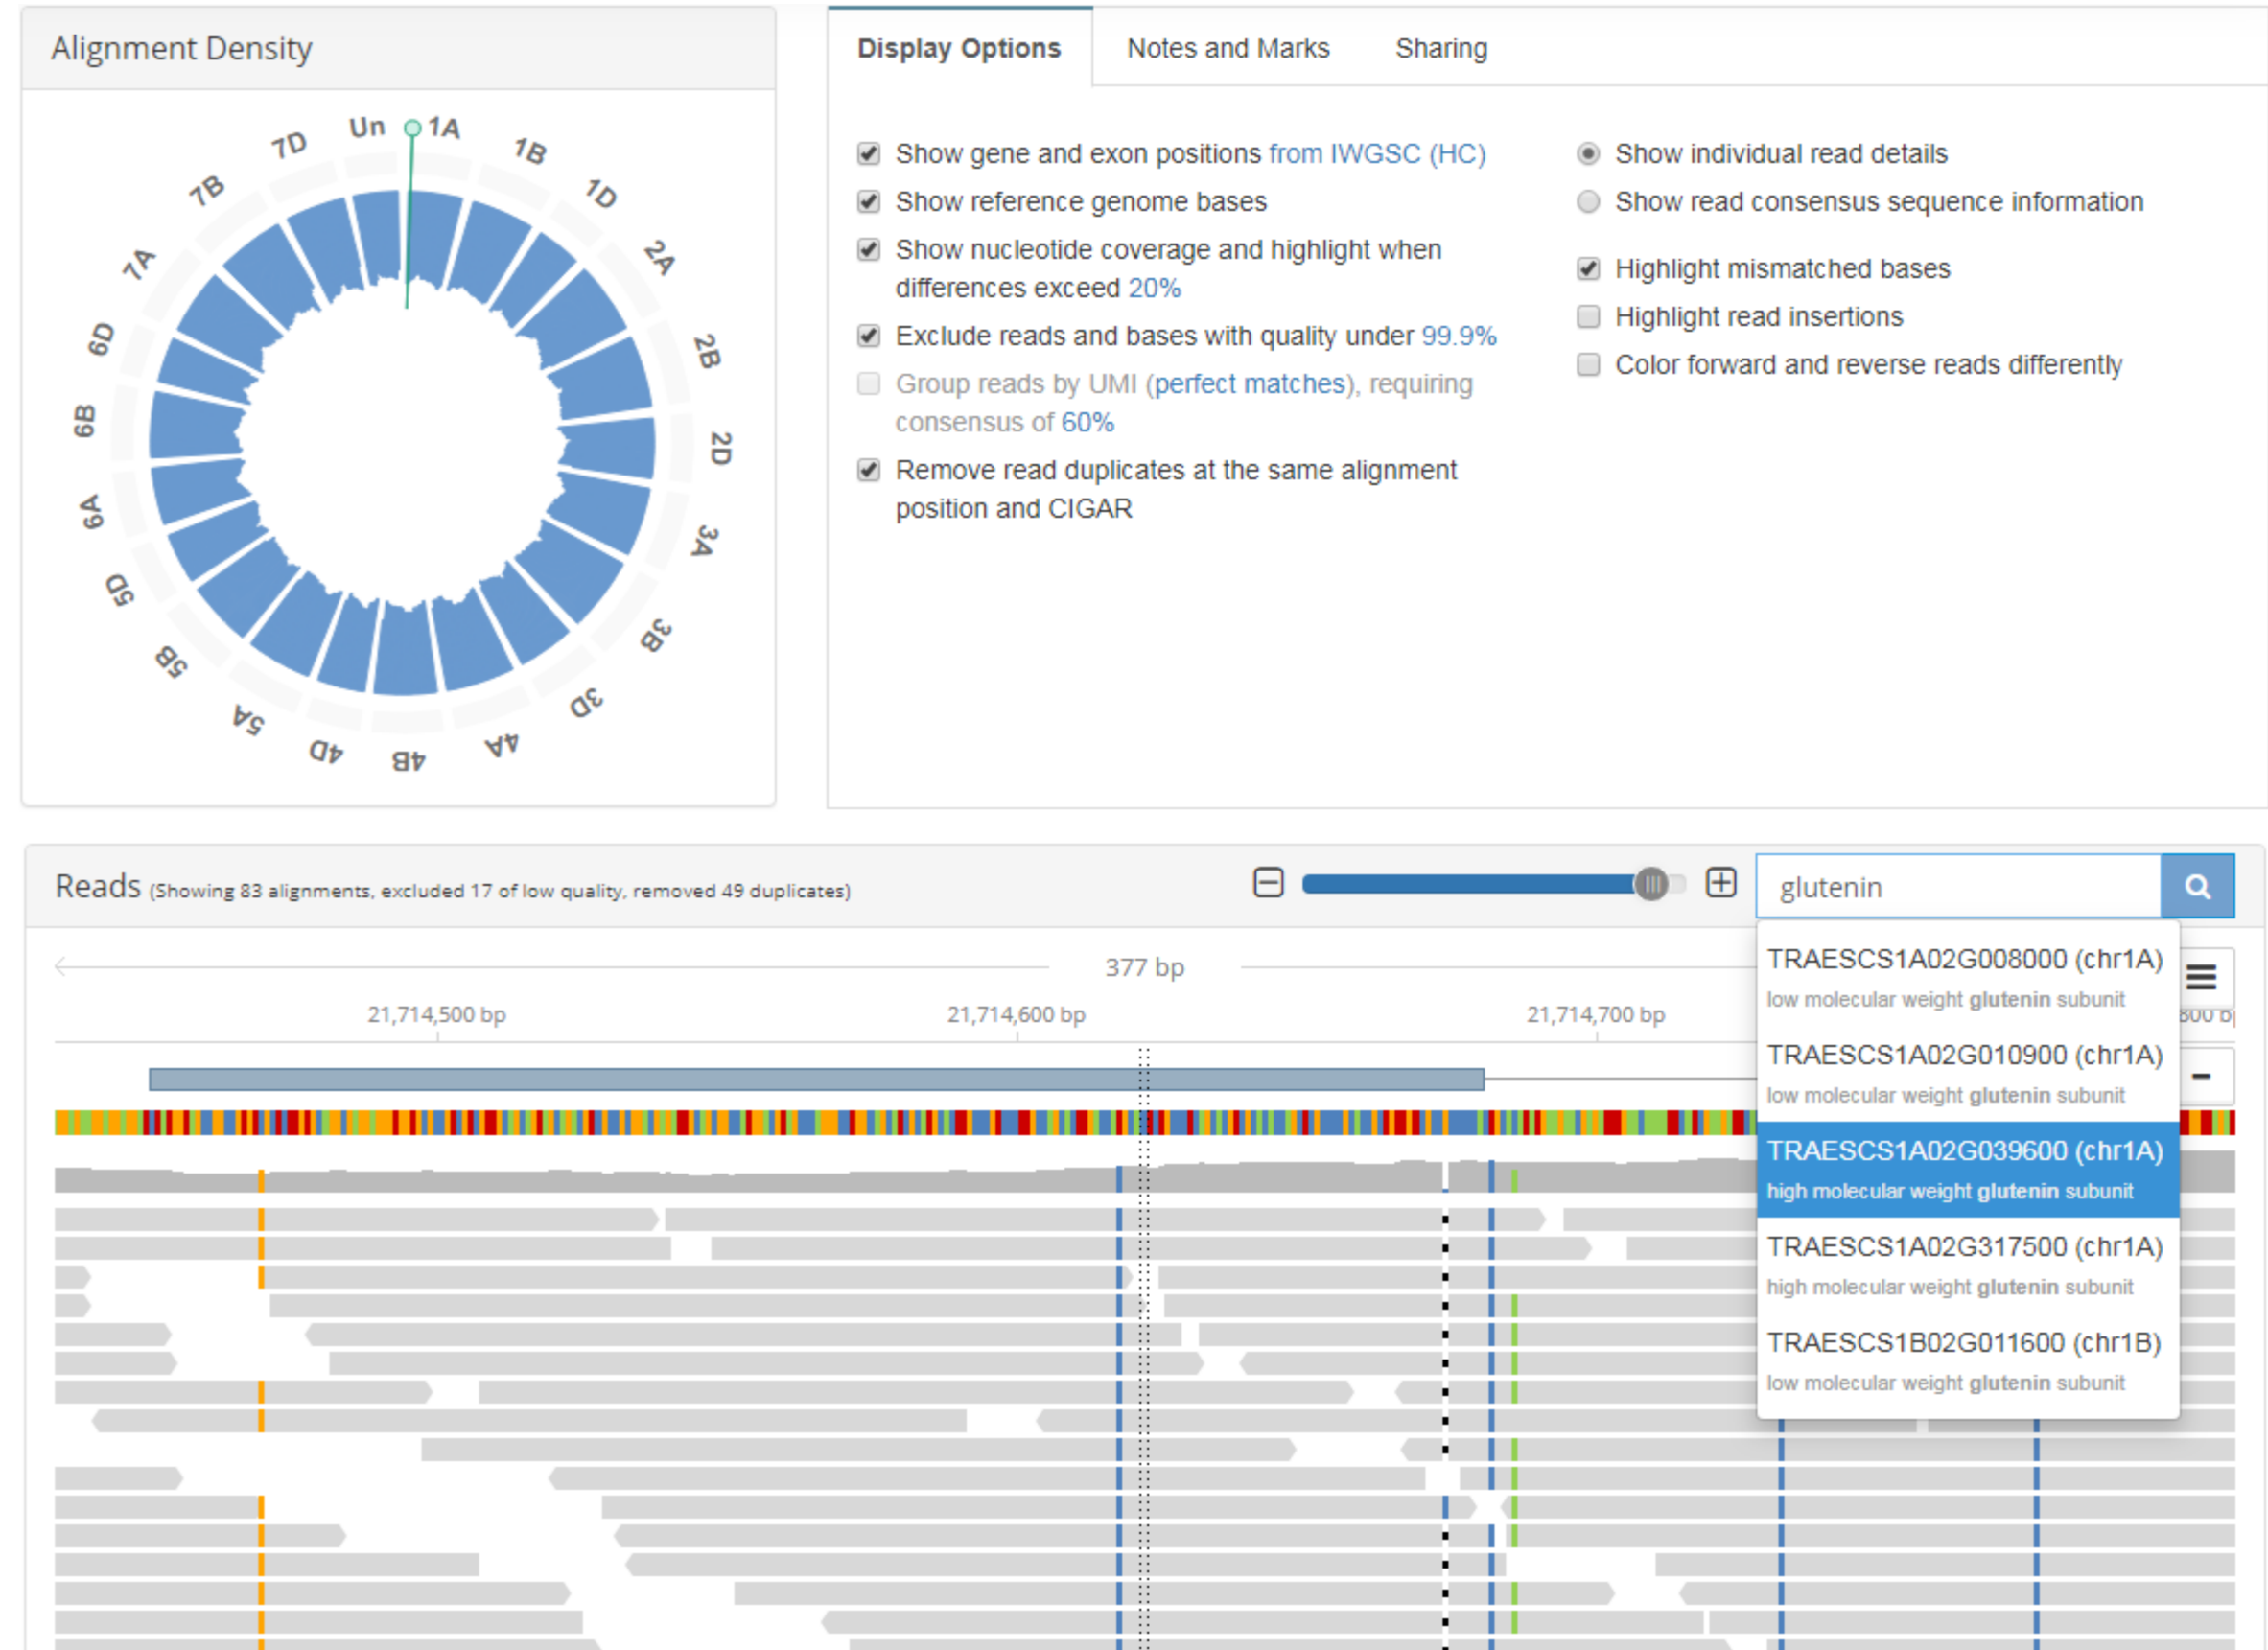 Alignment Density
Un
1A
1B
1D
2A
2B
2D
3A
3B
3D
4A
4B
4D
5A
5B
5D
6A
6B
6D
7A
7B
7D
Display Options
Notes and Marks
Sharing
Show gene and exon positions from IWGSC (HC)
Show reference genome bases
Show nucleotide coverage and highlight when
differences exceed 20%
Exclude reads and bases with quality under 99.9%
Group reads by UMI (perfect matches), requiring
consensus of 60%
Remove read duplicates at the same alignment
position and CIGAR
Show individual read details
Show read consensus sequence information
Highlight mismatched bases
Highlight read insertions
Color forward and reverse reads differently
Reads (Showing 83 alignments, excluded 17 of low quality, removed 49 duplicates)
glutenin
377 bp
21,714,500 bp
21,714,600 bp
21,714,700 bp
TRAESCS1A02G008000 (chr1A)
low molecular weight glutenin subunit
TRAESCS1A02G010900 (chr1A)
low molecular weight glutenin subunit
TRAESCS1A02G039600 (chr1A)
high molecular weight glutenin subunit
TRAESCS1A02G317500 (chr1A)
high molecular weight glutenin subunit
TRAESCS1B02G011600 (chr1B)
low molecular weight glutenin subunit